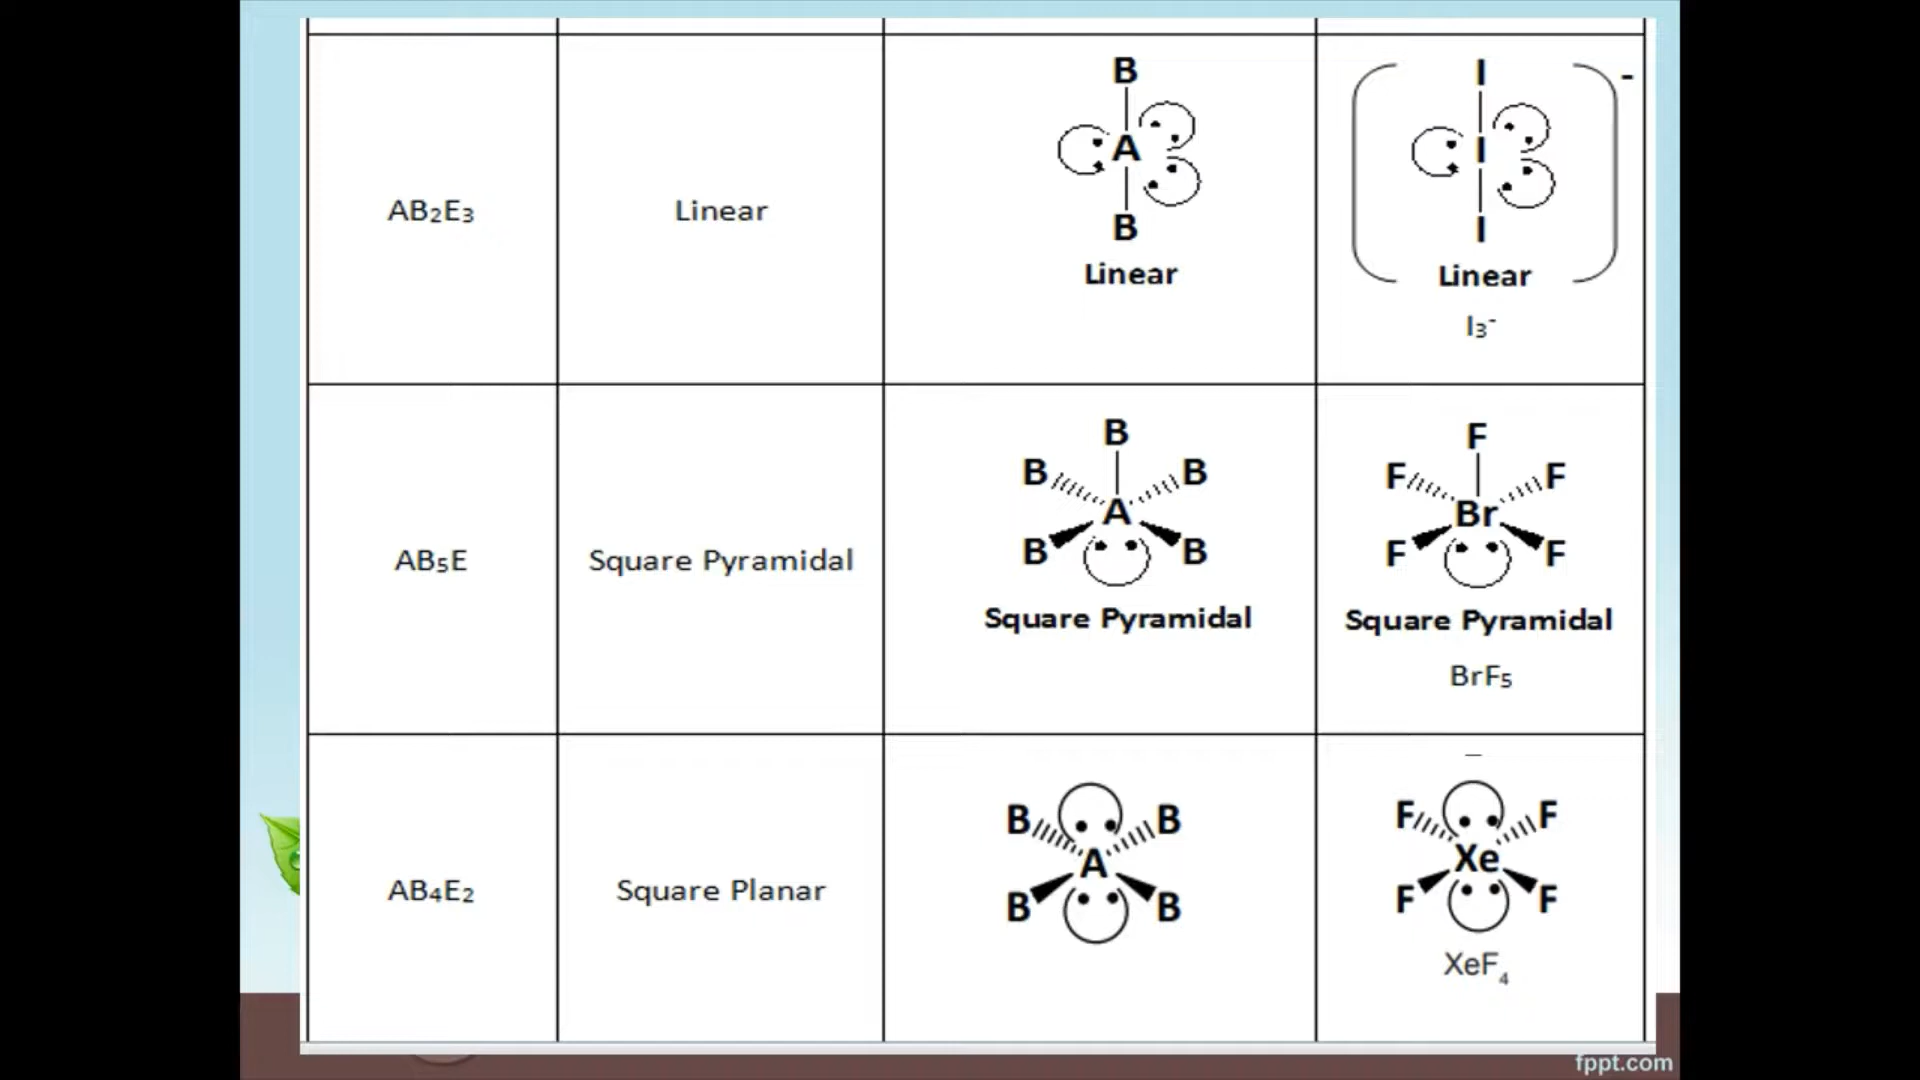 AB₂E₃
Linear
B
A
B
Linear
I
I
I
-
Linear
I₃⁻
AB₅E
Square Pyramidal
B
B B
A
B B
Square Pyramidal
F
F F
Br
F F
Square Pyramidal
BrF₅
AB₄E₂
Square Planar
B B
A
B B
F F
Xe
F F
XeF₄
fppt.com